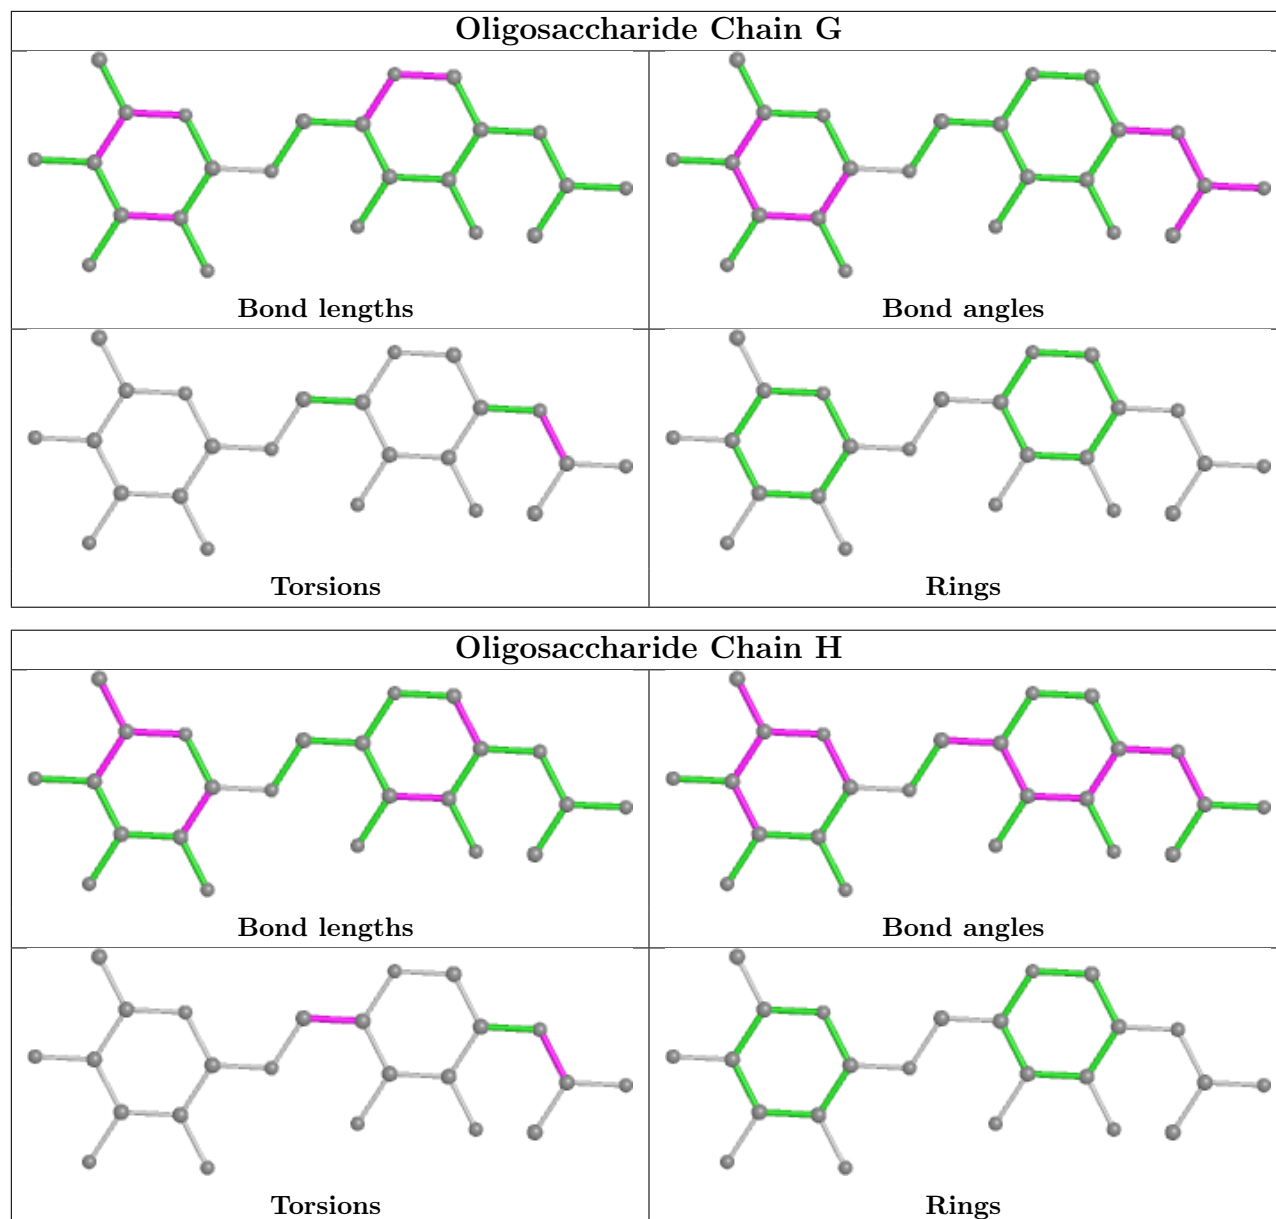 Oligosaccharide Chain G
Bond lengths
Bond angles
Torsions
Rings
Oligosaccharide Chain H
Bond lengths
Bond angles
Torsions
Rings